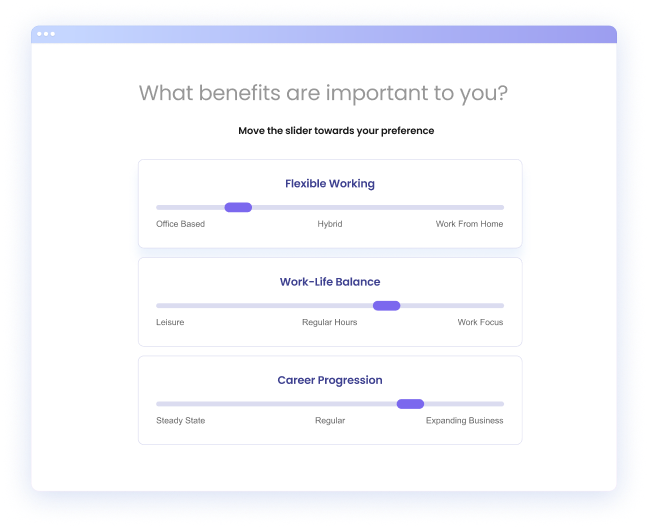 What benefits are important to you?
Move the slider towards your preference
Flexible Working
Office Based Hybrid Work From Home
Work-Life Balance
Leisure Regular Hours Work Focus
Career Progression
Steady State Regular Expanding Business